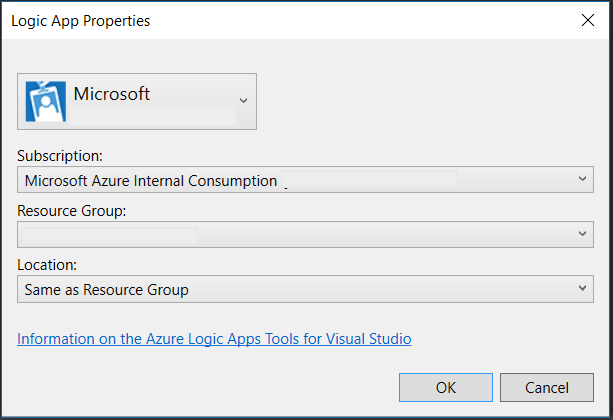 Logic App Properties
Microsoft
Subscription:
Microsoft Azure Internal Consumption
Resource Group:
Location:
Same as Resource Group
Information on the Azure Logic Apps Tools for Visual Studio
OK
Cancel